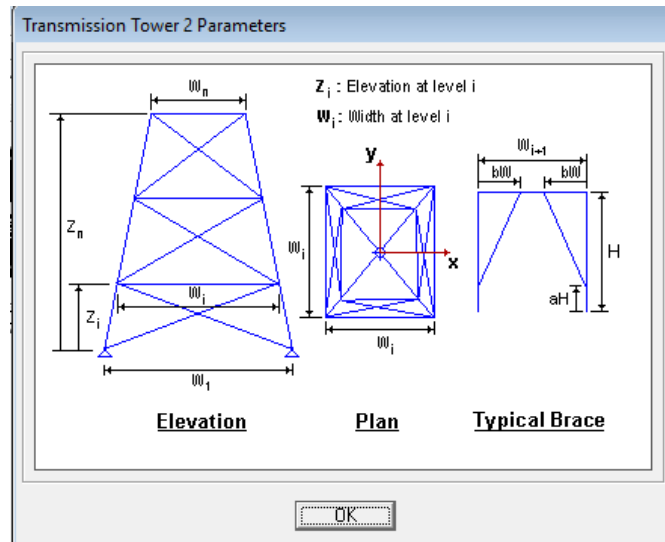 Transmission Tower 2 Parameters
Wn
Zi : Elevation at level i
Wi : Width at level i
Zn
Wi
Zi
W1
y
x
Wi
Wi
Wi+1
bW
bW
H
aH
Elevation
Plan
Typical Brace
OK